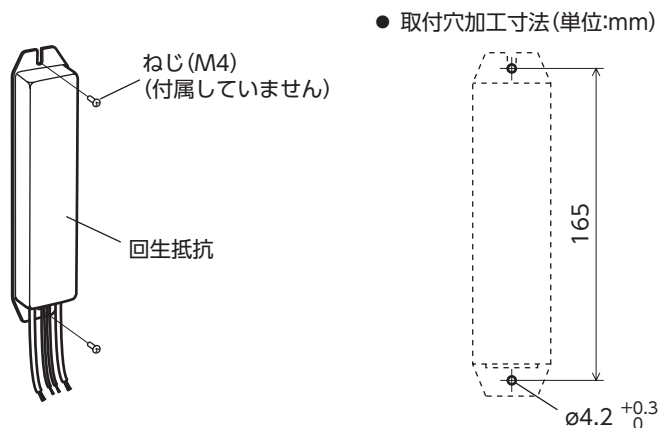 ● 取付穴加工寸法(単位:mm)
ねじ(M4)
(付属していません)
回生抵抗
165
ø4.2 +0.3
0